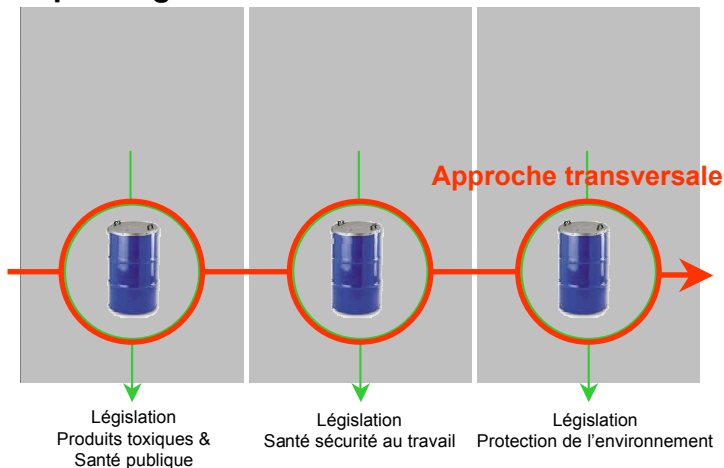 Approche transversale
Législation
Produits toxiques &
Santé publique
Législation
Santé sécurité au travail
Législation
Protection de l’environnement